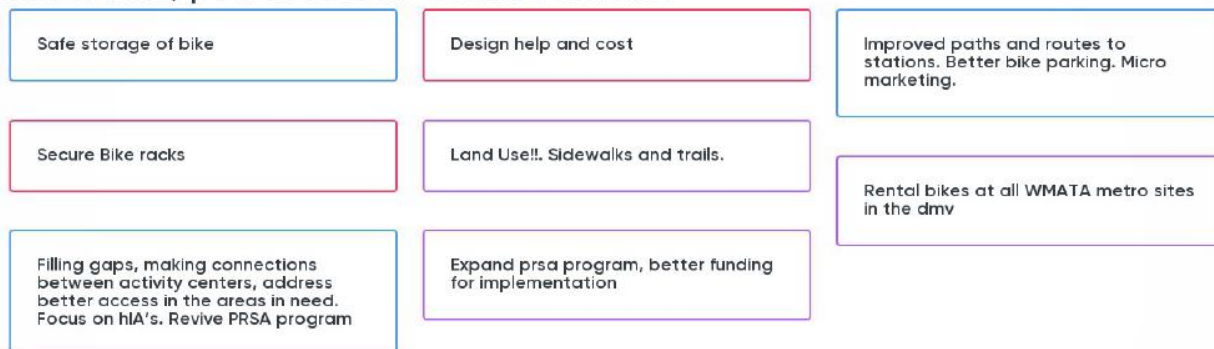 Safe storage of bike
Secure Bike racks
Filling gaps, making connections
between activity centers, address
better access in the areas in need.
Focus on hIA's. Revive PRSA program
Design help and cost
Land Use!!. Sidewalks and trails.
Expand prsa program, better funding
for implementation
Improved paths and routes to
stations. Better bike parking. Micro
marketing.
Rental bikes at all WMATA metro sites
in the dmv